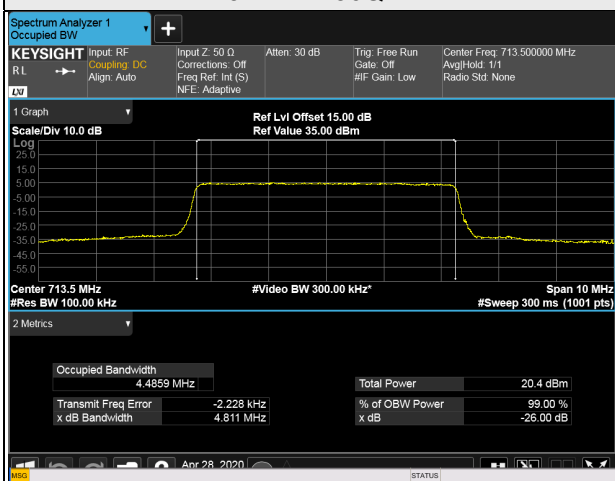 Spectrum Analyzer 1
Occupied BW
KEYSIGHT
R L
LXI
Input: RF
Coupling: DC
Align: Auto
Input Z: 50 Ω
Corrections: Off
Freq Ref: Int (S)
NFE: Adaptive
Atten: 30 dB
Trig: Free Run
Gate: Off
#IF Gain: Low
Center Freq: 713.500000 MHz
Avg|Hold: 1/1
Radio Std: None
1 Graph
Scale/Div 10.0 dB
Ref Lvl Offset 15.00 dB
Ref Value 35.00 dBm
Log
25.0
15.0
5.00
-5.00
-15.0
-25.0
-35.0
-45.0
-55.0
Center 713.5 MHz
#Video BW 300.00 kHz*
Span 10 MHz
#Res BW 100.00 kHz
#Sweep 300 ms (1001 pts)
2 Metrics
Occupied Bandwidth
4.4859 MHz
Total Power 20.4 dBm
Transmit Freq Error -2.228 kHz
% of OBW Power 99.00 %
x dB Bandwidth 4.811 MHz
x dB -26.00 dB
Apr 28, 2020
MSG
STATUS